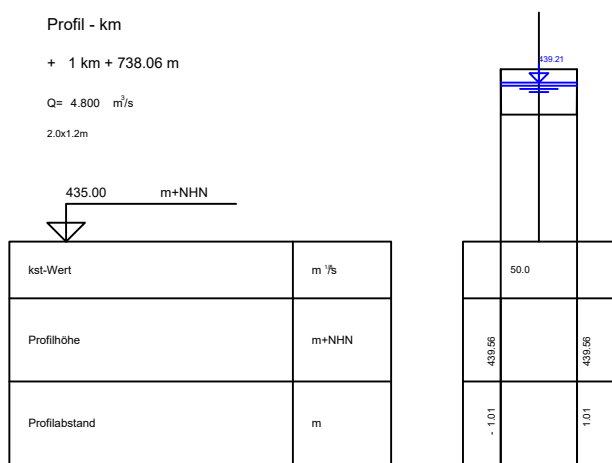 Profil - km
+ 1 km + 738.06 m
Q= 4.800 m³/s
2.0x1.2m
439.21
435.00 m+NHN
kst-Wert m ¹/³/s 50.0
Profilhöhe m+NHN 439.56 439.56
Profilabstand m - 1.01 1.01